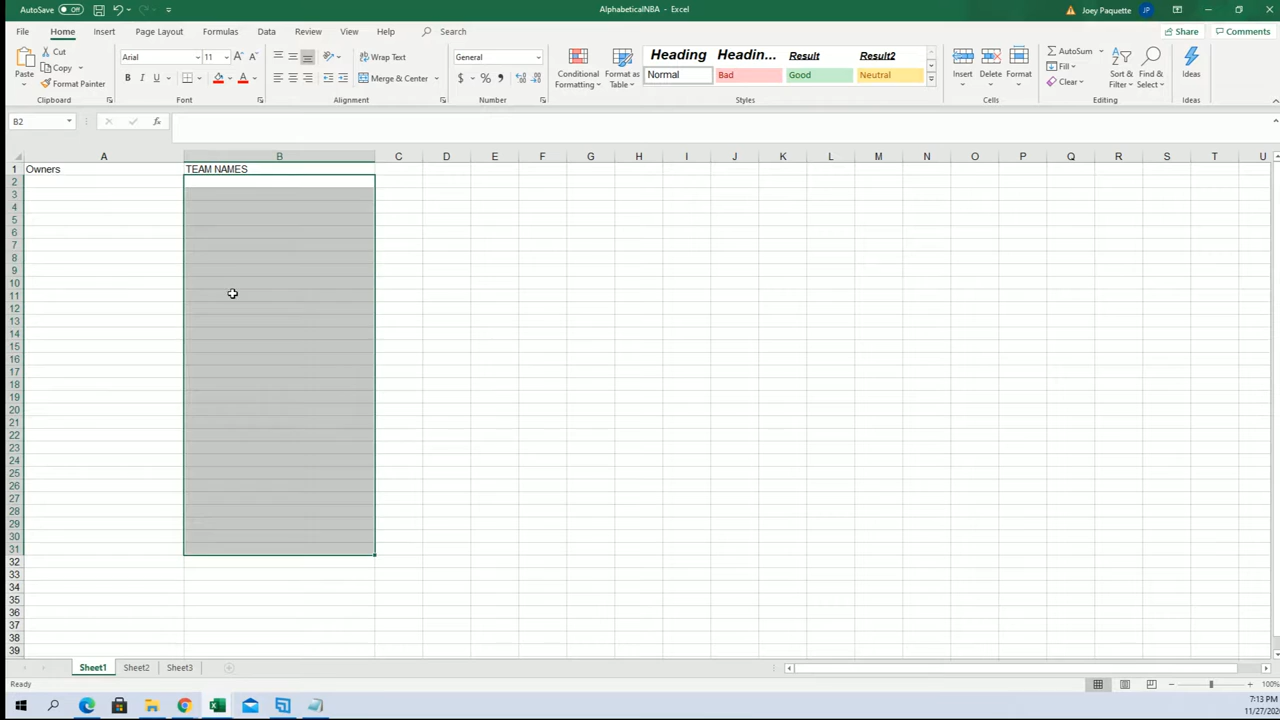 AutoSave Off
AlphabeticalNBA - Excel
Joey Paquette JP
File Home Insert Page Layout Formulas Data Review View Help Search
Share Comments
Paste
Cut
Copy
Format Painter
Clipboard
Arial 11
B I U
Font
Wrap Text
Merge & Center
Alignment
General
$ % ,
Number
Conditional Formatting
Format as Table
Heading Headin... Result Result2
Normal Bad Good Neutral
Styles
Insert Delete Format
Cells
AutoSum
Fill
Clear
Sort & Filter
Find & Select
Editing
Ideas
Ideas
B2 fx
A B C D E F G H I J K L M N O P Q R S T U
1 Owners TEAM NAMES
2
3
4
5
6
7
8
9
10
11
12
13
14
15
16
17
18
19
20
21
22
23
24
25
26
27
28
29
30
31
32
33
34
35
36
37
38
39
Sheet1 Sheet2 Sheet3
Ready
100%
7:13 PM